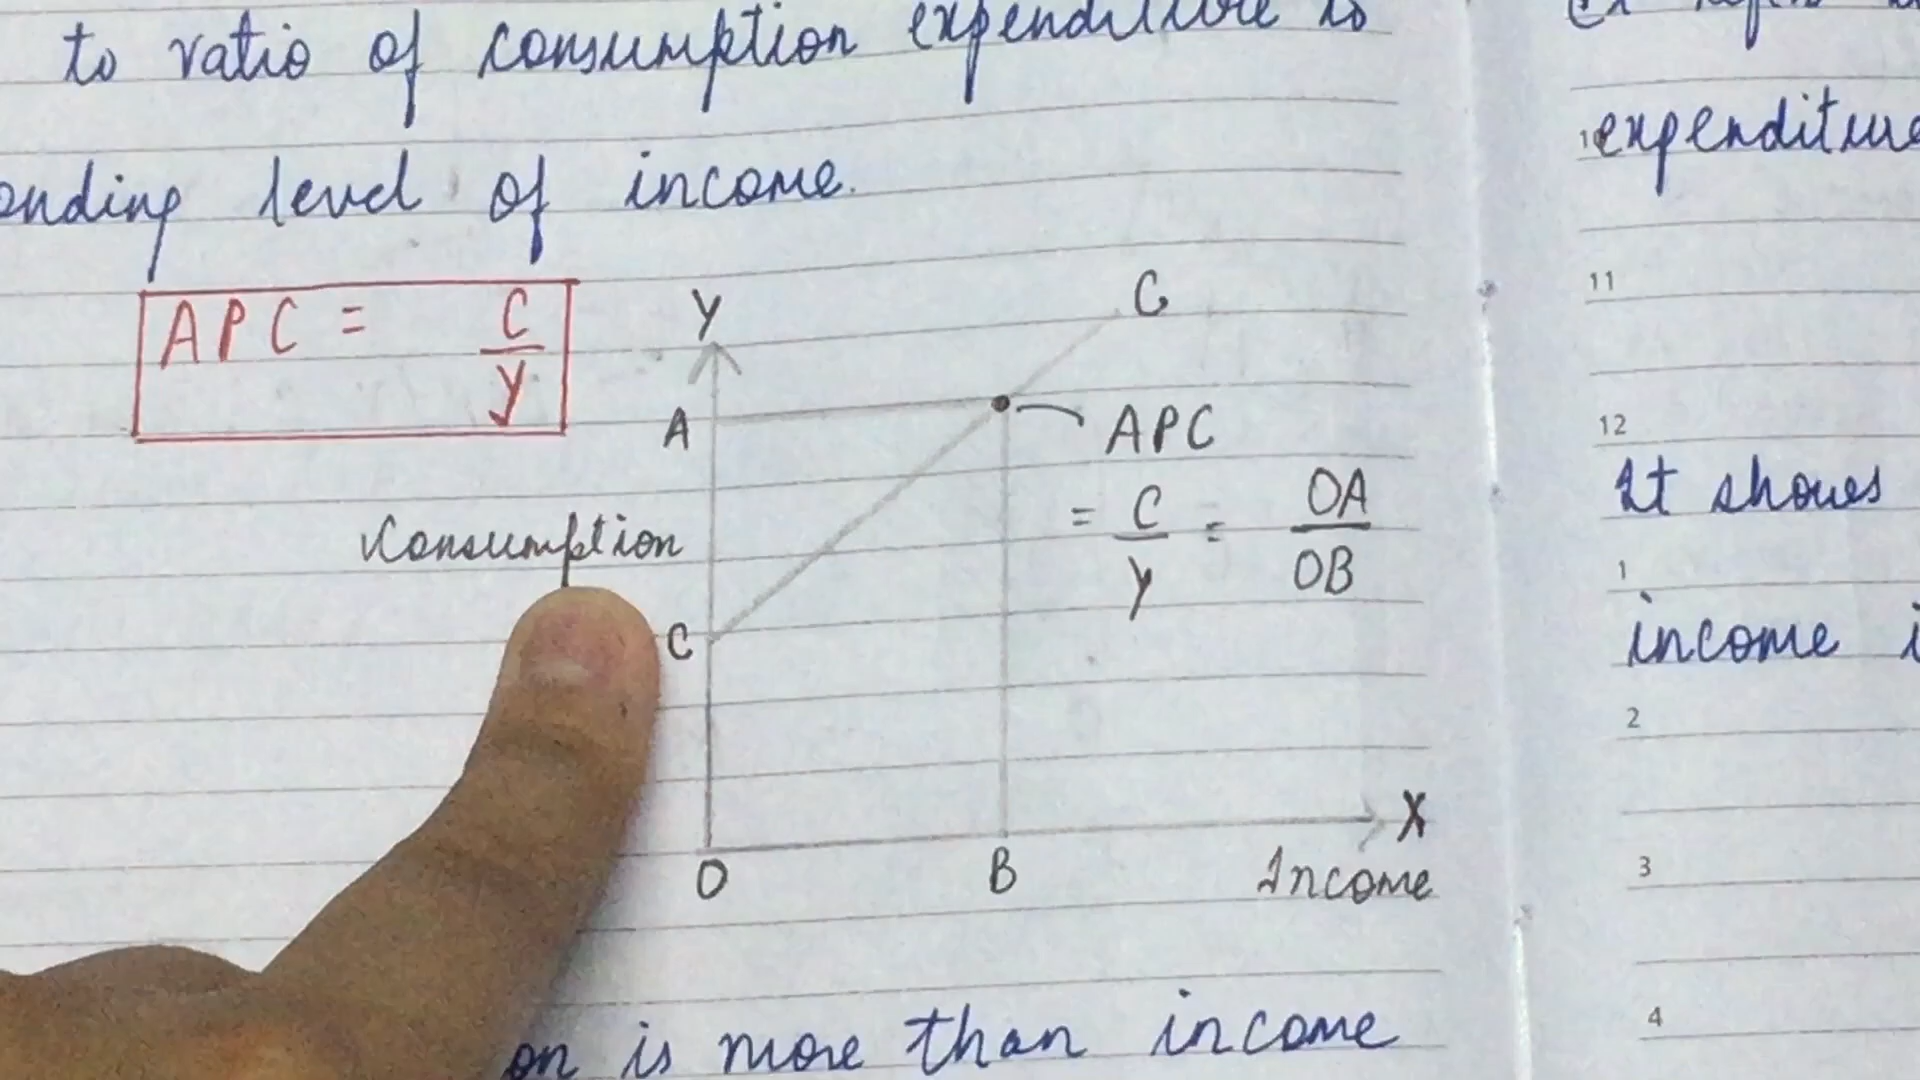 to ratio of consumption expenditure to
onding level of income.
APC = C
Y
Y
C
A
APC
= C = OA
Y OB
Consumption
C
X
O
B
Income
on is more than income
expenditure
11
12
It shows
1
income i
2
3
4